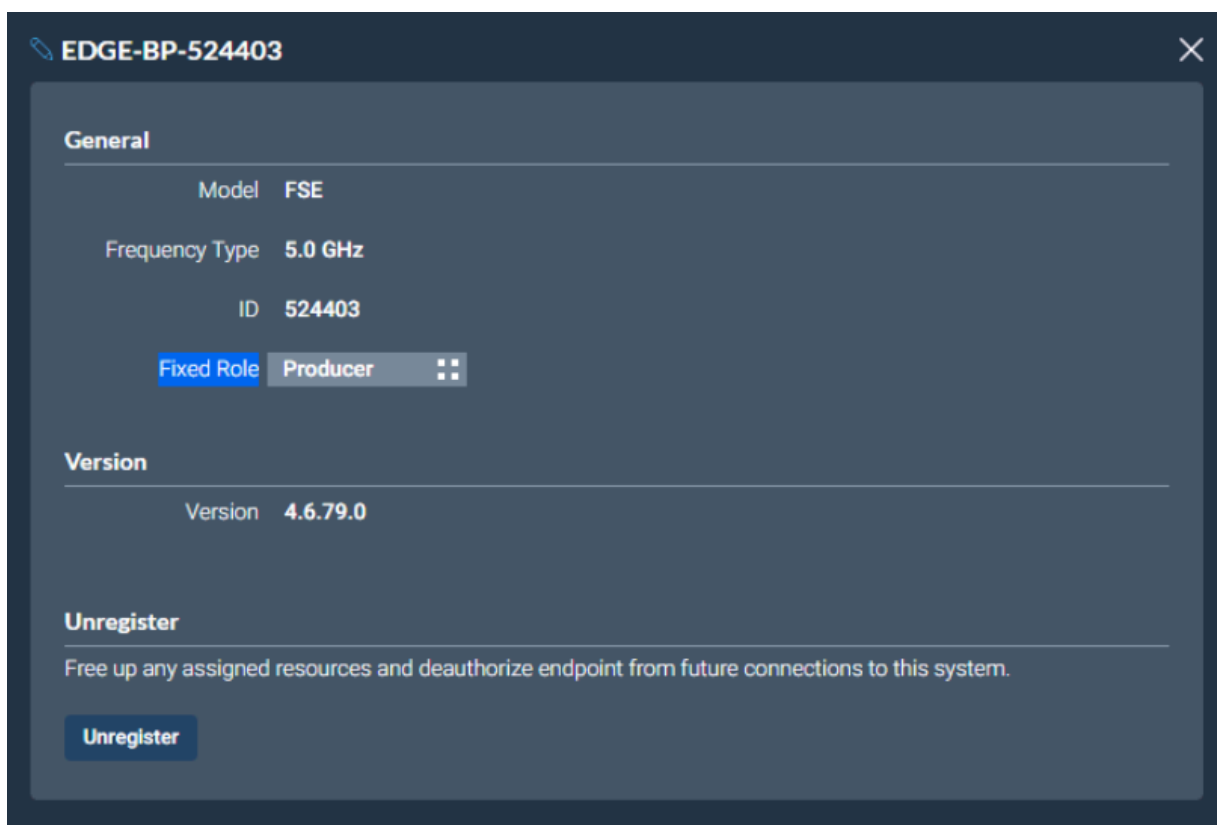 EDGE-BP-524403
General
Model FSE
Frequency Type 5.0 GHz
ID 524403
Fixed Role Producer
Version
Version 4.6.79.0
Unregister
Free up any assigned resources and deauthorize endpoint from future connections to this system.
Unregister